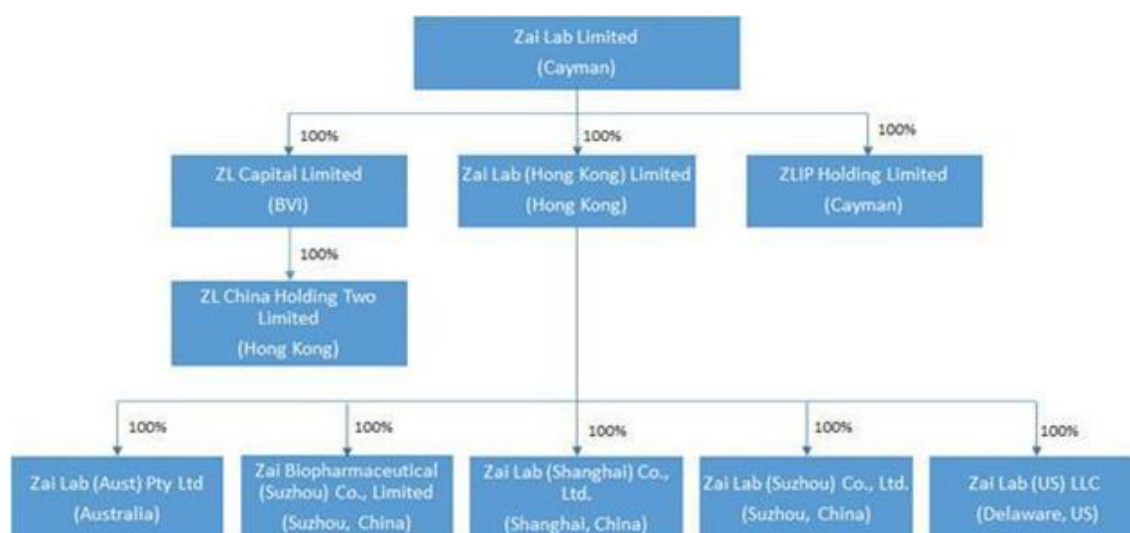 Zai Lab Limited
(Cayman)
100%
100%
100%
ZL Capital Limited
(BVI)
Zai Lab (Hong Kong) Limited
(Hong Kong)
ZLIP Holding Limited
(Cayman)
100%
ZL China Holding Two
Limited
(Hong Kong)
100%
100%
100%
100%
100%
Zai Lab (Aust) Pty Ltd
(Australia)
Zai Biopharmaceutical
(Suzhou) Co., Limited
(Suzhou, China)
Zai Lab (Shanghai) Co.,
Ltd.
(Shanghai, China)
Zai Lab (Suzhou) Co., Ltd.
(Suzhou, China)
Zai Lab (US) LLC
(Delaware, US)